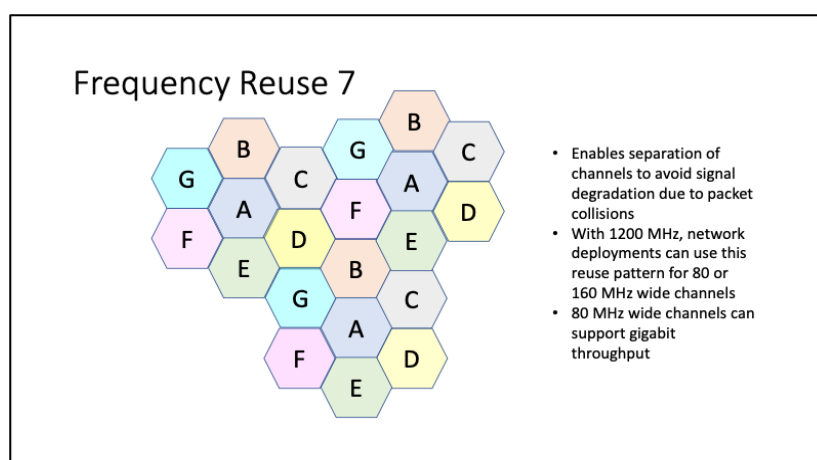 Frequency Reuse 7
B
B
G
C
G
C
A
A
F
D
F
D
E
E
B
G
C
A
F
D
E
• Enables separation of
channels to avoid signal
degradation due to packet
collisions
• With 1200 MHz, network
deployments can use this
reuse pattern for 80 or
160 MHz wide channels
• 80 MHz wide channels can
support gigabit
throughput